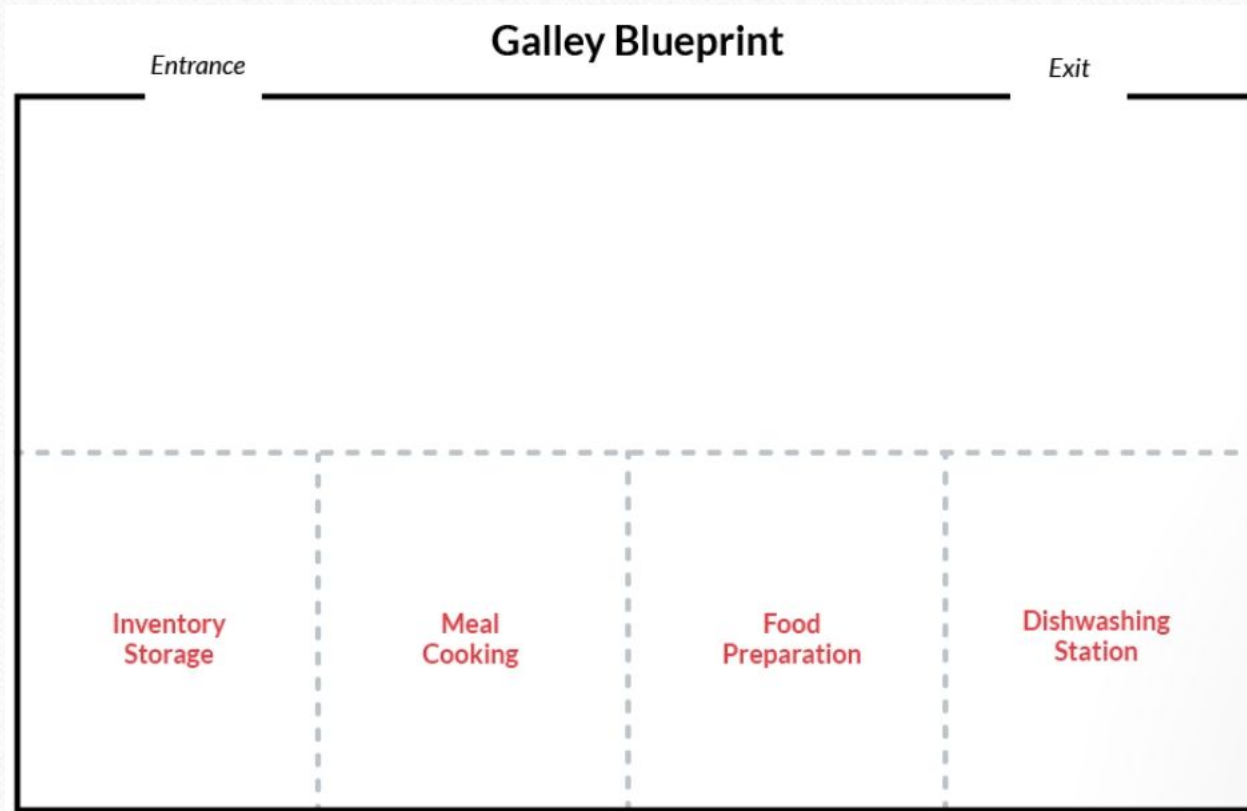 Galley Blueprint
Entrance
Exit
Inventory
Storage
Meal
Cooking
Food
Preparation
Dishwashing
Station